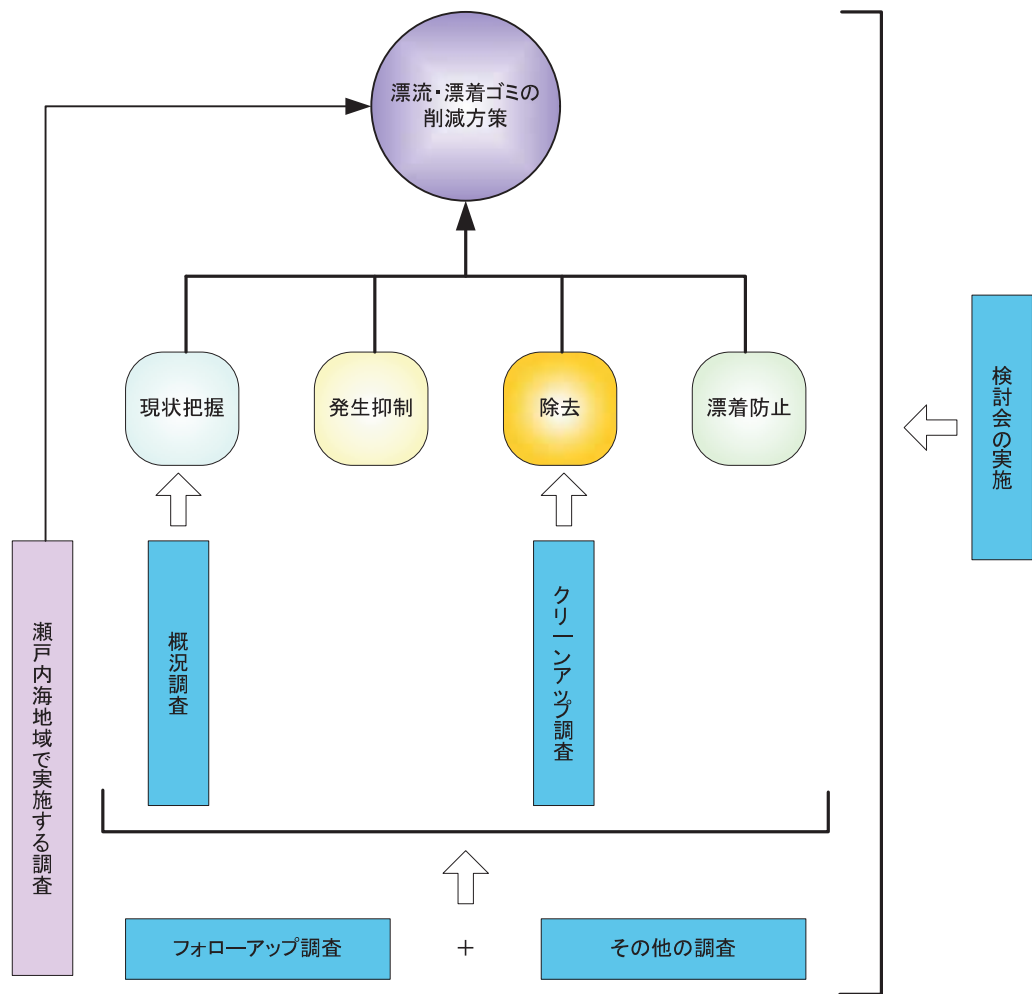 漂流・漂着ゴミの
削減方策
現状把握
発生抑制
除去
漂着防止
検討会の実施
瀬戸内海地域で実施する調査
概況調査
クリーンアップ調査
フォローアップ調査
+
その他の調査